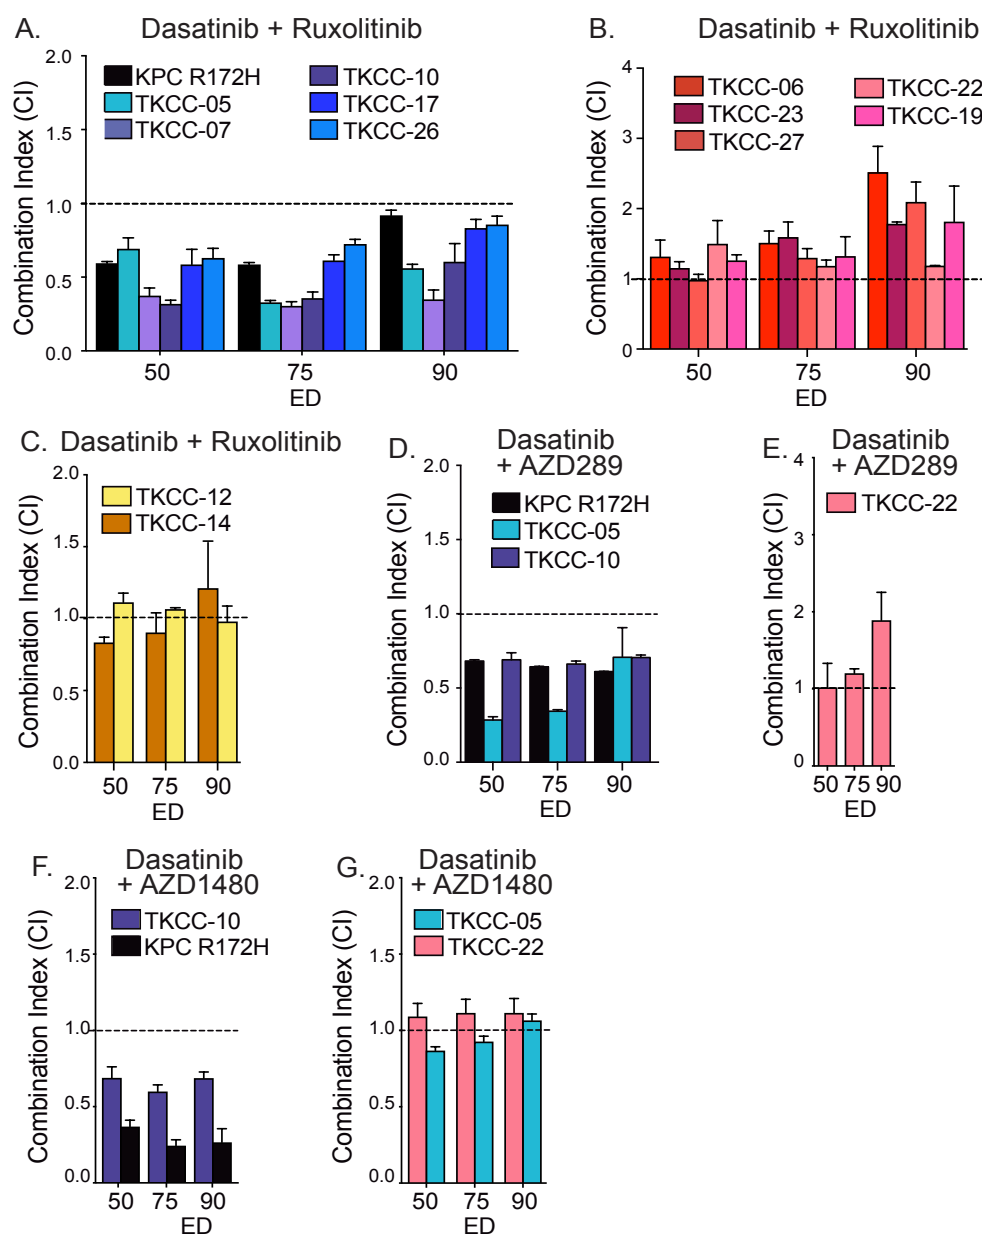 A. Dasatinib + Ruxolitinib
Combination Index (CI)
2.0
1.5
1.0
0.5
0.0
KPC R172H
TKCC-05
TKCC-07
TKCC-10
TKCC-17
TKCC-26
50 75 90
ED
B. Dasatinib + Ruxolitinib
Combination Index (CI)
4
3
2
1
0
TKCC-06
TKCC-23
TKCC-27
TKCC-22
TKCC-19
50 75 90
ED
C. Dasatinib + Ruxolitinib
Combination Index (CI)
2.0
1.5
1.0
0.5
0.0
TKCC-12
TKCC-14
50 75 90
ED
D. Dasatinib
+ AZD289
Combination Index (CI)
2.0
1.5
1.0
0.5
0.0
KPC R172H
TKCC-05
TKCC-10
50 75 90
ED
E. Dasatinib
+ AZD289
Combination Index (CI)
4
3
2
1
0
TKCC-22
50 75 90
ED
F. Dasatinib
+ AZD1480
Combination Index (CI)
2.0
1.5
1.0
0.5
0.0
TKCC-10
KPC R172H
50 75 90
ED
G. Dasatinib
+ AZD1480
Combination Index (CI)
2.0
1.5
1.0
0.5
0.0
TKCC-05
TKCC-22
50 75 90
ED